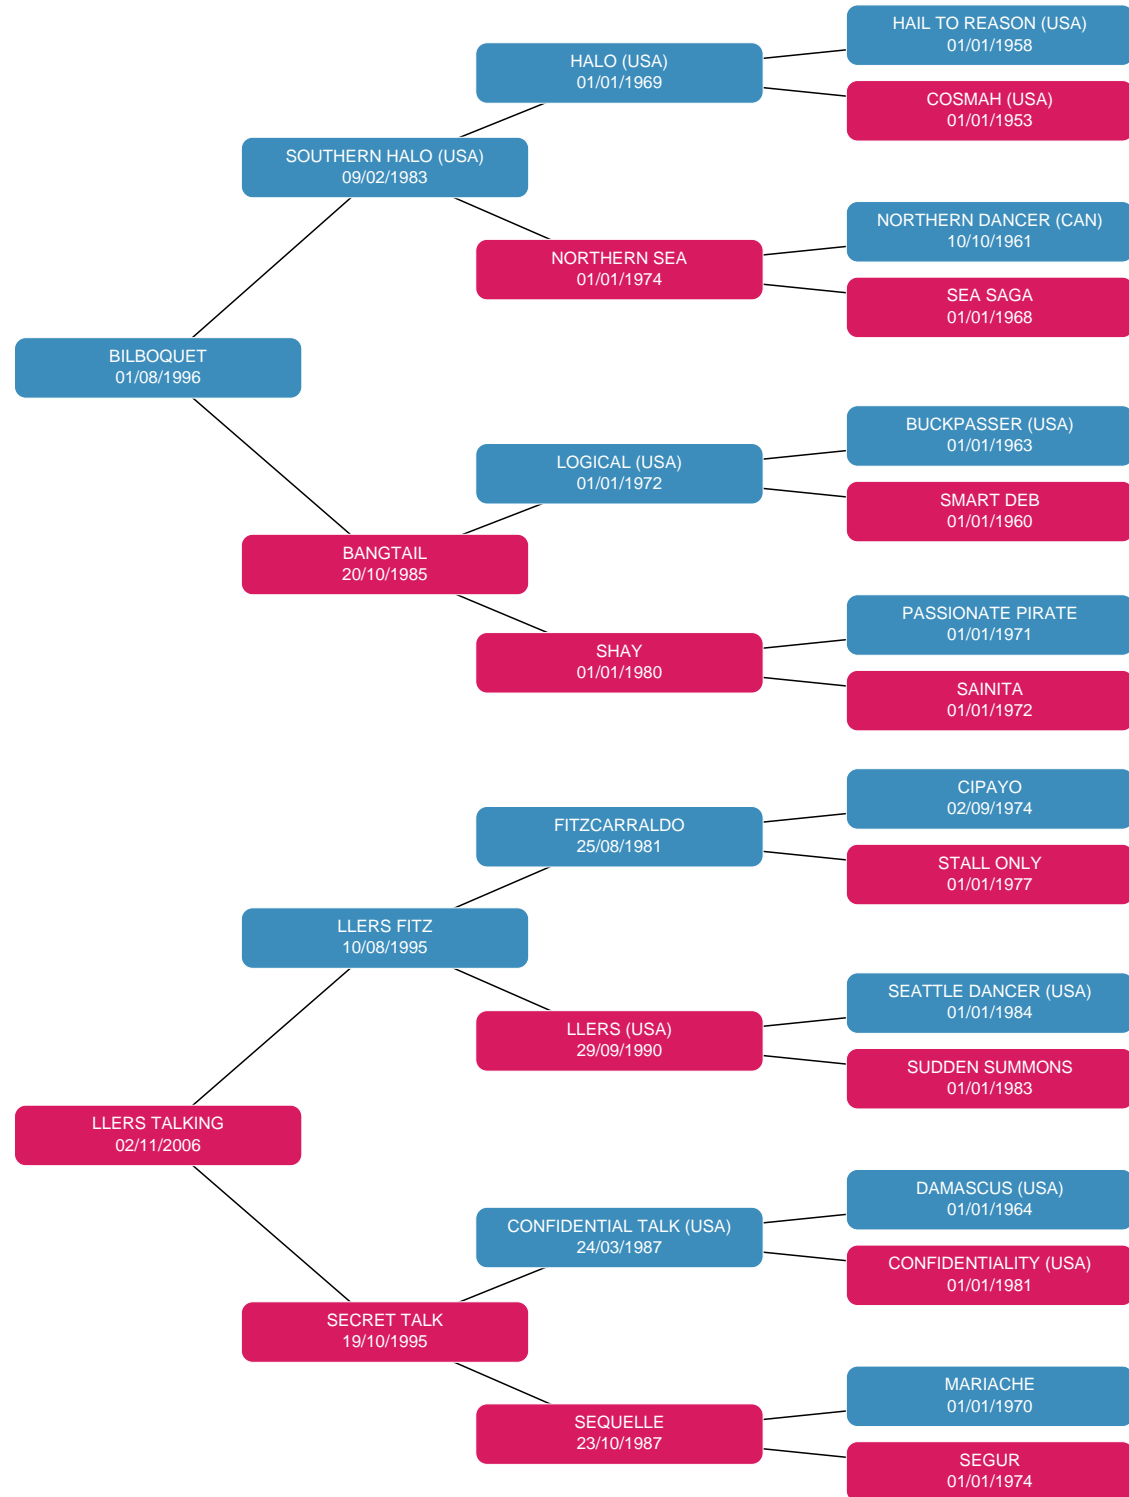 HAIL TO REASON (USA)
01/01/1958
HALO (USA)
01/01/1969
COSMAH (USA)
01/01/1953
SOUTHERN HALO (USA)
09/02/1983
NORTHERN DANCER (CAN)
10/10/1961
NORTHERN SEA
01/01/1974
SEA SAGA
01/01/1968
BILBOQUET
01/08/1996
BUCKPASSER (USA)
01/01/1963
LOGICAL (USA)
01/01/1972
SMART DEB
01/01/1960
BANGTAIL
20/10/1985
PASSIONATE PIRATE
01/01/1971
SHAY
01/01/1980
SAINITA
01/01/1972
CIPAYO
02/09/1974
FITZCARRALDO
25/08/1981
STALL ONLY
01/01/1977
LLERS FITZ
10/08/1995
SEATTLE DANCER (USA)
01/01/1984
LLERS (USA)
29/09/1990
SUDDEN SUMMONS
01/01/1983
LLERS TALKING
02/11/2006
DAMASCUS (USA)
01/01/1964
CONFIDENTIAL TALK (USA)
24/03/1987
CONFIDENTIALITY (USA)
01/01/1981
SECRET TALK
19/10/1995
MARIACHE
01/01/1970
SEQUELLE
23/10/1987
SEGUR
01/01/1974